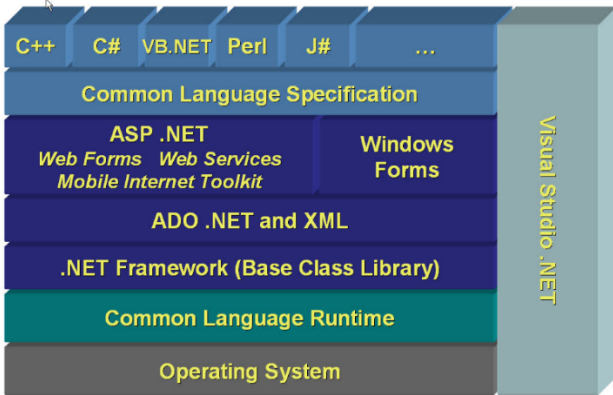 C++ C# VB.NET Perl J# ...
Common Language Specification
ASP .NET
Web Forms Web Services
Mobile Internet Toolkit
Windows
Forms
ADO .NET and XML
.NET Framework (Base Class Library)
Common Language Runtime
Operating System
Visual Studio .NET